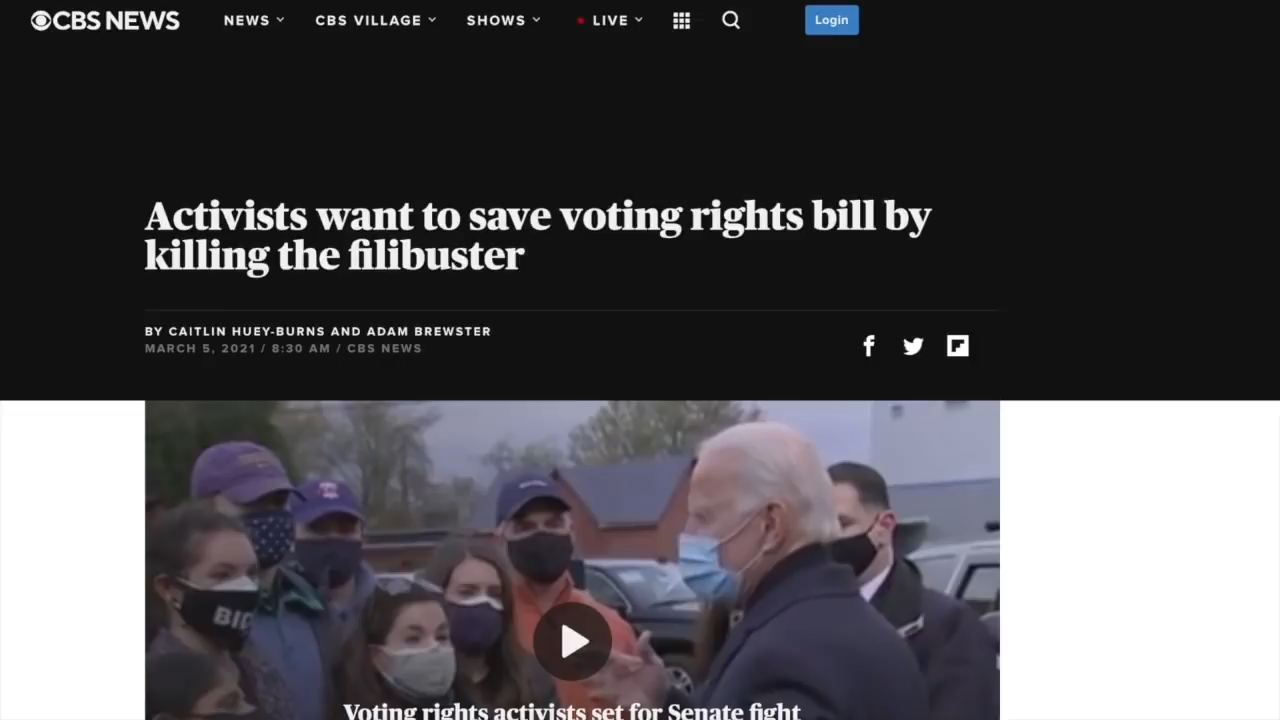 CBS NEWS NEWS CBS VILLAGE SHOWS LIVE Login
Activists want to save voting rights bill by
killing the filibuster
BY CAITLIN HUEY-BURNS AND ADAM BREWSTER
MARCH 5, 2021 / 8:30 AM / CBS NEWS
BID
Voting rights activists set for Senate fight